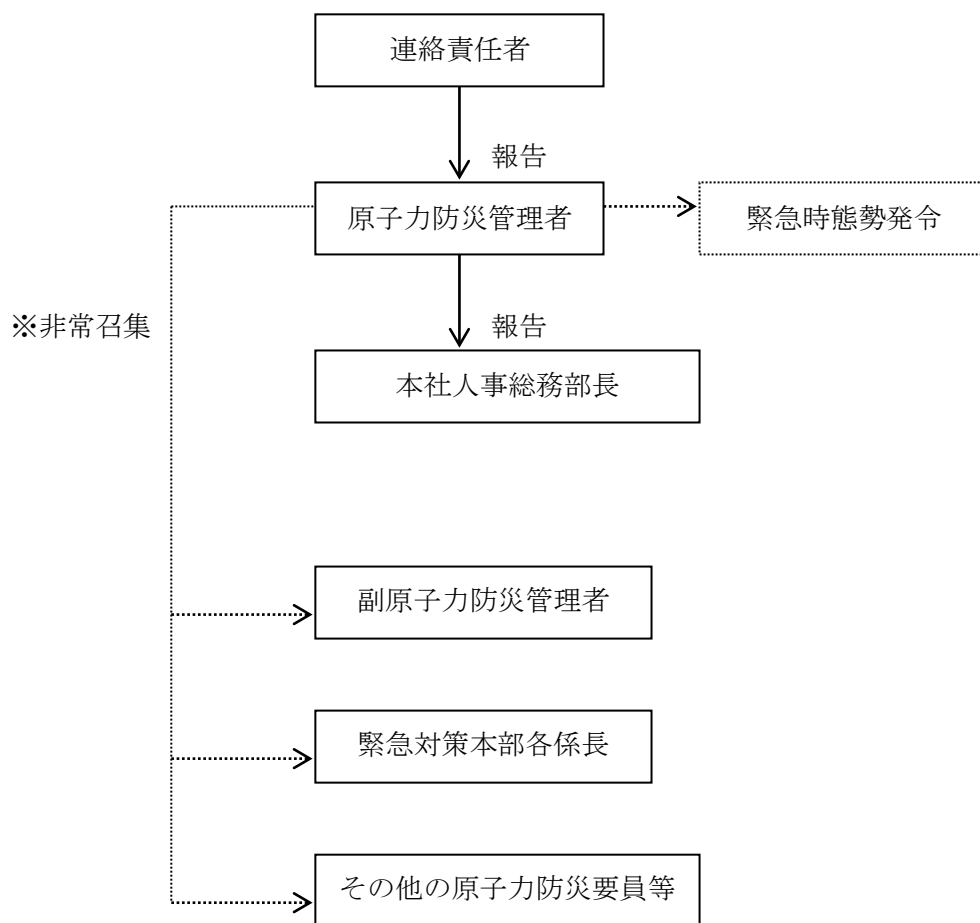 連絡責任者
報告
原子力防災管理者
緊急時態勢発令
※非常召集
報告
本社人事総務部長
副原子力防災管理者
緊急対策本部各係長
その他の原子力防災要員等